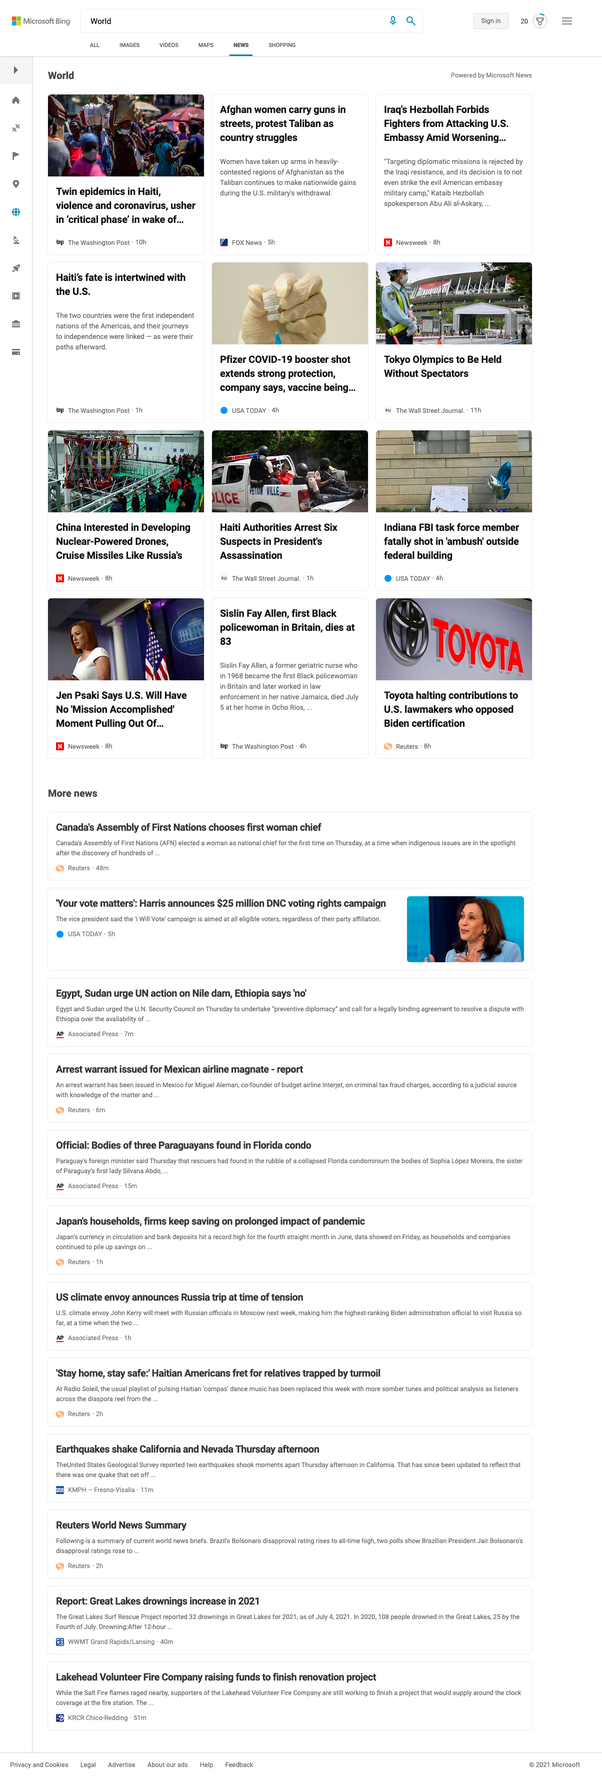 Microsoft Bing
World
Sign in
20
ALL
IMAGES
VIDEOS
MAPS
NEWS
SHOPPING
World
Powered by Microsoft News
Twin epidemics in Haiti,
violence and coronavirus, usher
in 'critical phase' in wake of...
The Washington Post · 10h
Afghan women carry guns in
streets, protest Taliban as
country struggles
Women have taken up arms in heavily-
contested regions of Afghanistan as the
Taliban continues to make nationwide gains
during the U.S. military's withdrawal.
FOX News · 5h
Iraq's Hezbollah Forbids
Fighters from Attacking U.S.
Embassy Amid Worsening...
"Targeting diplomatic missions is rejected by
the Iraqi resistance, and its decision is to not
even strike the evil American embassy
military camp," Kataib Hezbollah
spokesperson Abu Ali al-Askary, ...
Newsweek · 8h
Haiti's fate is intertwined with
the U.S.
The two countries were the first independent
nations of the Americas, and their journeys
to independence were linked — as were their
paths afterward.
The Washington Post · 1h
Pfizer COVID-19 booster shot
extends strong protection,
company says, vaccine being...
USA TODAY · 4h
Tokyo Olympics to Be Held
Without Spectators
The Wall Street Journal. · 11h
China Interested in Developing
Nuclear-Powered Drones,
Cruise Missiles Like Russia's
Newsweek · 8h
POLICE
PETION VILLE
Haiti Authorities Arrest Six
Suspects in President's
Assassination
The Wall Street Journal. · 1h
Indiana FBI task force member
fatally shot in 'ambush' outside
federal building
USA TODAY · 4h
Jen Psaki Says U.S. Will Have
No 'Mission Accomplished'
Moment Pulling Out Of...
Newsweek · 8h
Sislin Fay Allen, first Black
policewoman in Britain, dies at
83
Sislin Fay Allen, a former geriatric nurse who
in 1968 became the first Black policewoman
in Britain and later worked in law
enforcement in her native Jamaica, died July
5 at her home in Ocho Rios, ...
The Washington Post · 4h
TOYOTA
Toyota halting contributions to
U.S. lawmakers who opposed
Biden certification
Reuters · 8h
More news
Canada's Assembly of First Nations chooses first woman chief
Canada's Assembly of First Nations (AFN) elected a woman as national chief for the first time on Thursday, at a time when indigenous issues are in the spotlight
after the discovery of hundreds of ...
Reuters · 48m
'Your vote matters': Harris announces $25 million DNC voting rights campaign
The vice president said the 'I Will Vote' campaign is aimed at all eligible voters, regardless of their party affiliation.
USA TODAY · 5h
Egypt, Sudan urge UN action on Nile dam, Ethiopia says 'no'
Egypt and Sudan urged the U.N. Security Council on Thursday to undertake "preventive diplomacy" and call for a legally binding agreement to resolve a dispute with
Ethiopia over the availability of ...
AP Associated Press · 7m
Arrest warrant issued for Mexican airline magnate - report
An arrest warrant has been issued in Mexico for Miguel Aleman, co-founder of budget airline Interjet, on criminal tax fraud charges, according to a judicial source
with knowledge of the matter and ...
Reuters · 6m
Official: Bodies of three Paraguayans found in Florida condo
Paraguay's foreign minister said Thursday that rescuers had found in the rubble of a collapsed Florida condominium the bodies of Sophia López Moreira, the sister
of Paraguay's first lady Silvana Abdo, ...
AP Associated Press · 15m
Japan's households, firms keep saving on prolonged impact of pandemic
Japan's currency in circulation and bank deposits hit a record high for the fourth straight month in June, data showed on Friday, as households and companies
continued to pile up savings on ...
Reuters · 1h
US climate envoy announces Russia trip at time of tension
U.S. climate envoy John Kerry will meet with Russian officials in Moscow next week, making him the highest-ranking Biden administration official to visit Russia so
far, at a time when the two ...
AP Associated Press · 1h
'Stay home, stay safe:' Haitian Americans fret for relatives trapped by turmoil
At Radio Soleil, the usual playlist of pulsing Haitian 'compas' dance music has been replaced this week with more somber tunes and political analysis as listeners
across the diaspora reel from the ...
Reuters · 2h
Earthquakes shake California and Nevada Thursday afternoon
TheUnited States Geological Survey reported two earthquakes shook moments apart Thursday afternoon in California. That has since been updated to reflect that
there was one quake that set off ...
KMPH – Fresno-Visalia · 11m
Reuters World News Summary
Following is a summary of current world news briefs. Brazil's Bolsonaro disapproval rating rises to all-time high, two polls show Brazilian President Jair Bolsonaro's
disapproval ratings rose to ...
Reuters · 2h
Report: Great Lakes drownings increase in 2021
The Great Lakes Surf Rescue Project reported 32 drownings in Great Lakes for 2021, as of July 4, 2021. In 2020, 108 people drowned in the Great Lakes, 25 by the
Fourth of July. Drowning:After 12-hour ...
WWMT Grand Rapids/Lansing · 40m
Lakehead Volunteer Fire Company raising funds to finish renovation project
While the Salt Fire flames raged nearby, supporters of the Lakehead Volunteer Fire Company are still working to finish a project that would supply around the clock
coverage at the fire station. The ...
KRCR Chico-Redding · 51m
Privacy and Cookies
Legal
Advertise
About our ads
Help
Feedback
© 2021 Microsoft